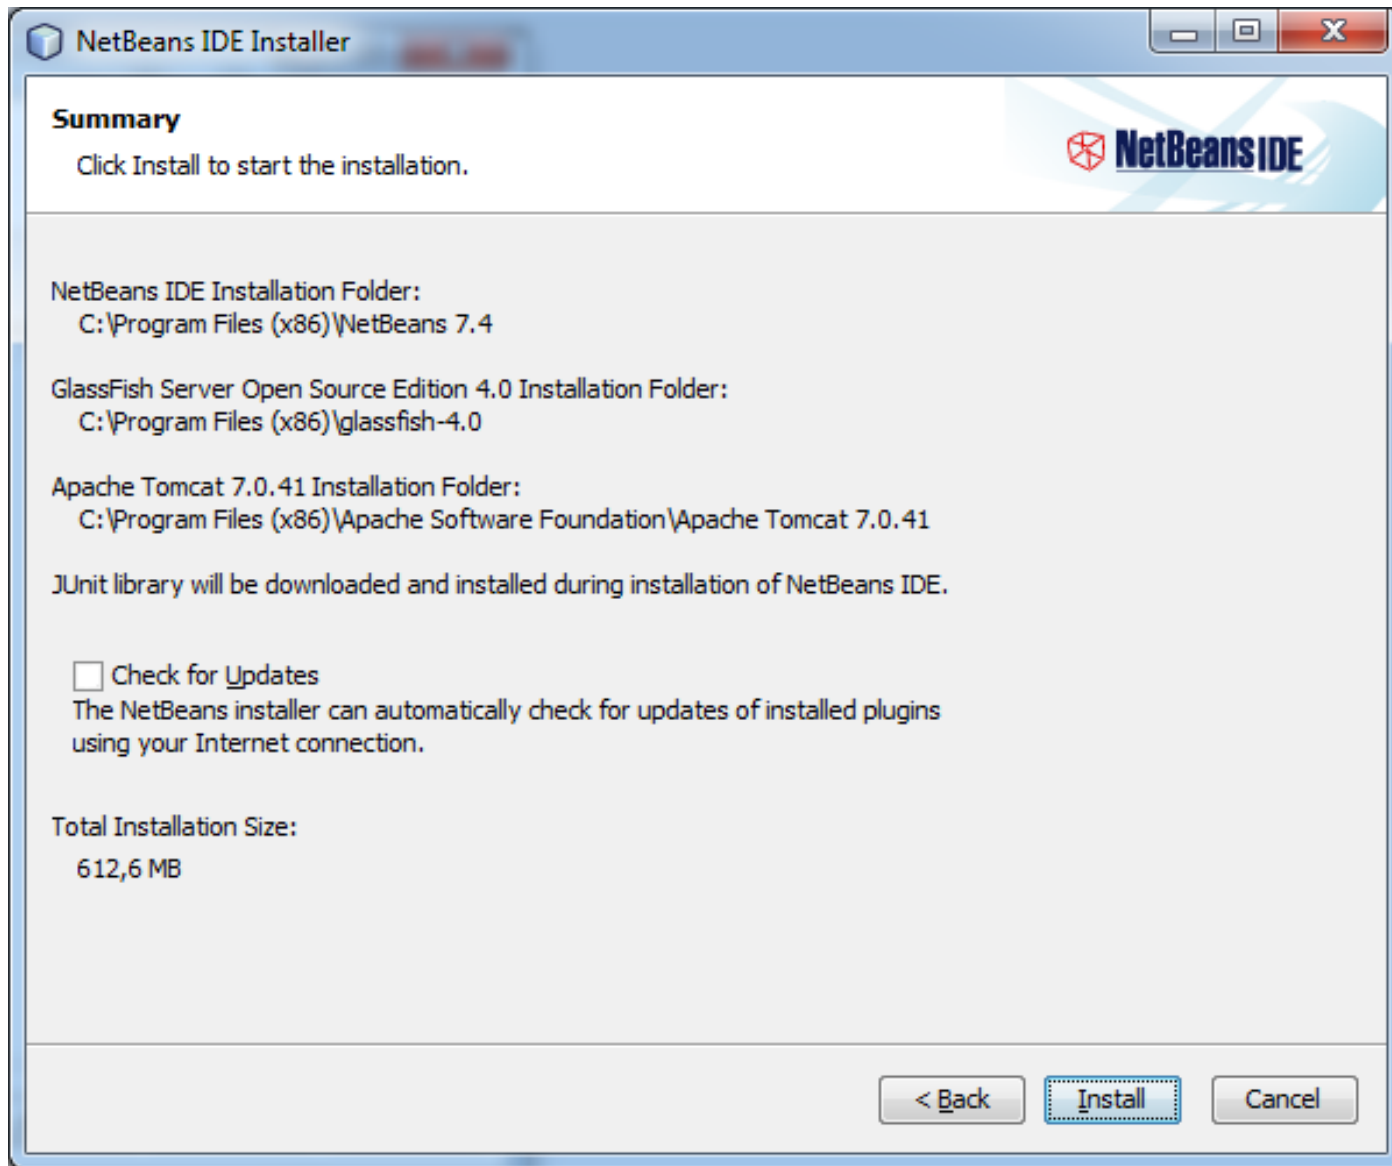 NetBeans IDE Installer
Summary
Click Install to start the installation.
NetBeans IDE
NetBeans IDE Installation Folder:
C:\Program Files (x86)\NetBeans 7.4
GlassFish Server Open Source Edition 4.0 Installation Folder:
C:\Program Files (x86)\glassfish-4.0
Apache Tomcat 7.0.41 Installation Folder:
C:\Program Files (x86)\Apache Software Foundation\Apache Tomcat 7.0.41
JUnit library will be downloaded and installed during installation of NetBeans IDE.
Check for Updates
The NetBeans installer can automatically check for updates of installed plugins
using your Internet connection.
Total Installation Size:
612,6 MB
< Back
Install
Cancel